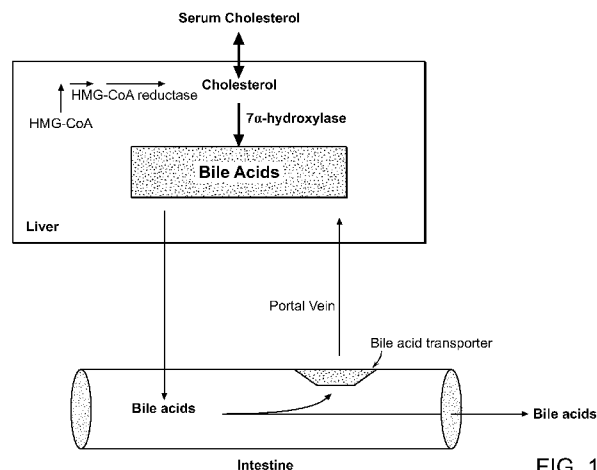 Serum Cholesterol
Cholesterol
HMG-CoA reductase
HMG-CoA
7α-hydroxylase
Bile Acids
Liver
Portal Vein
Bile acid transporter
Bile acids
Bile acids
Intestine
FIG. 1